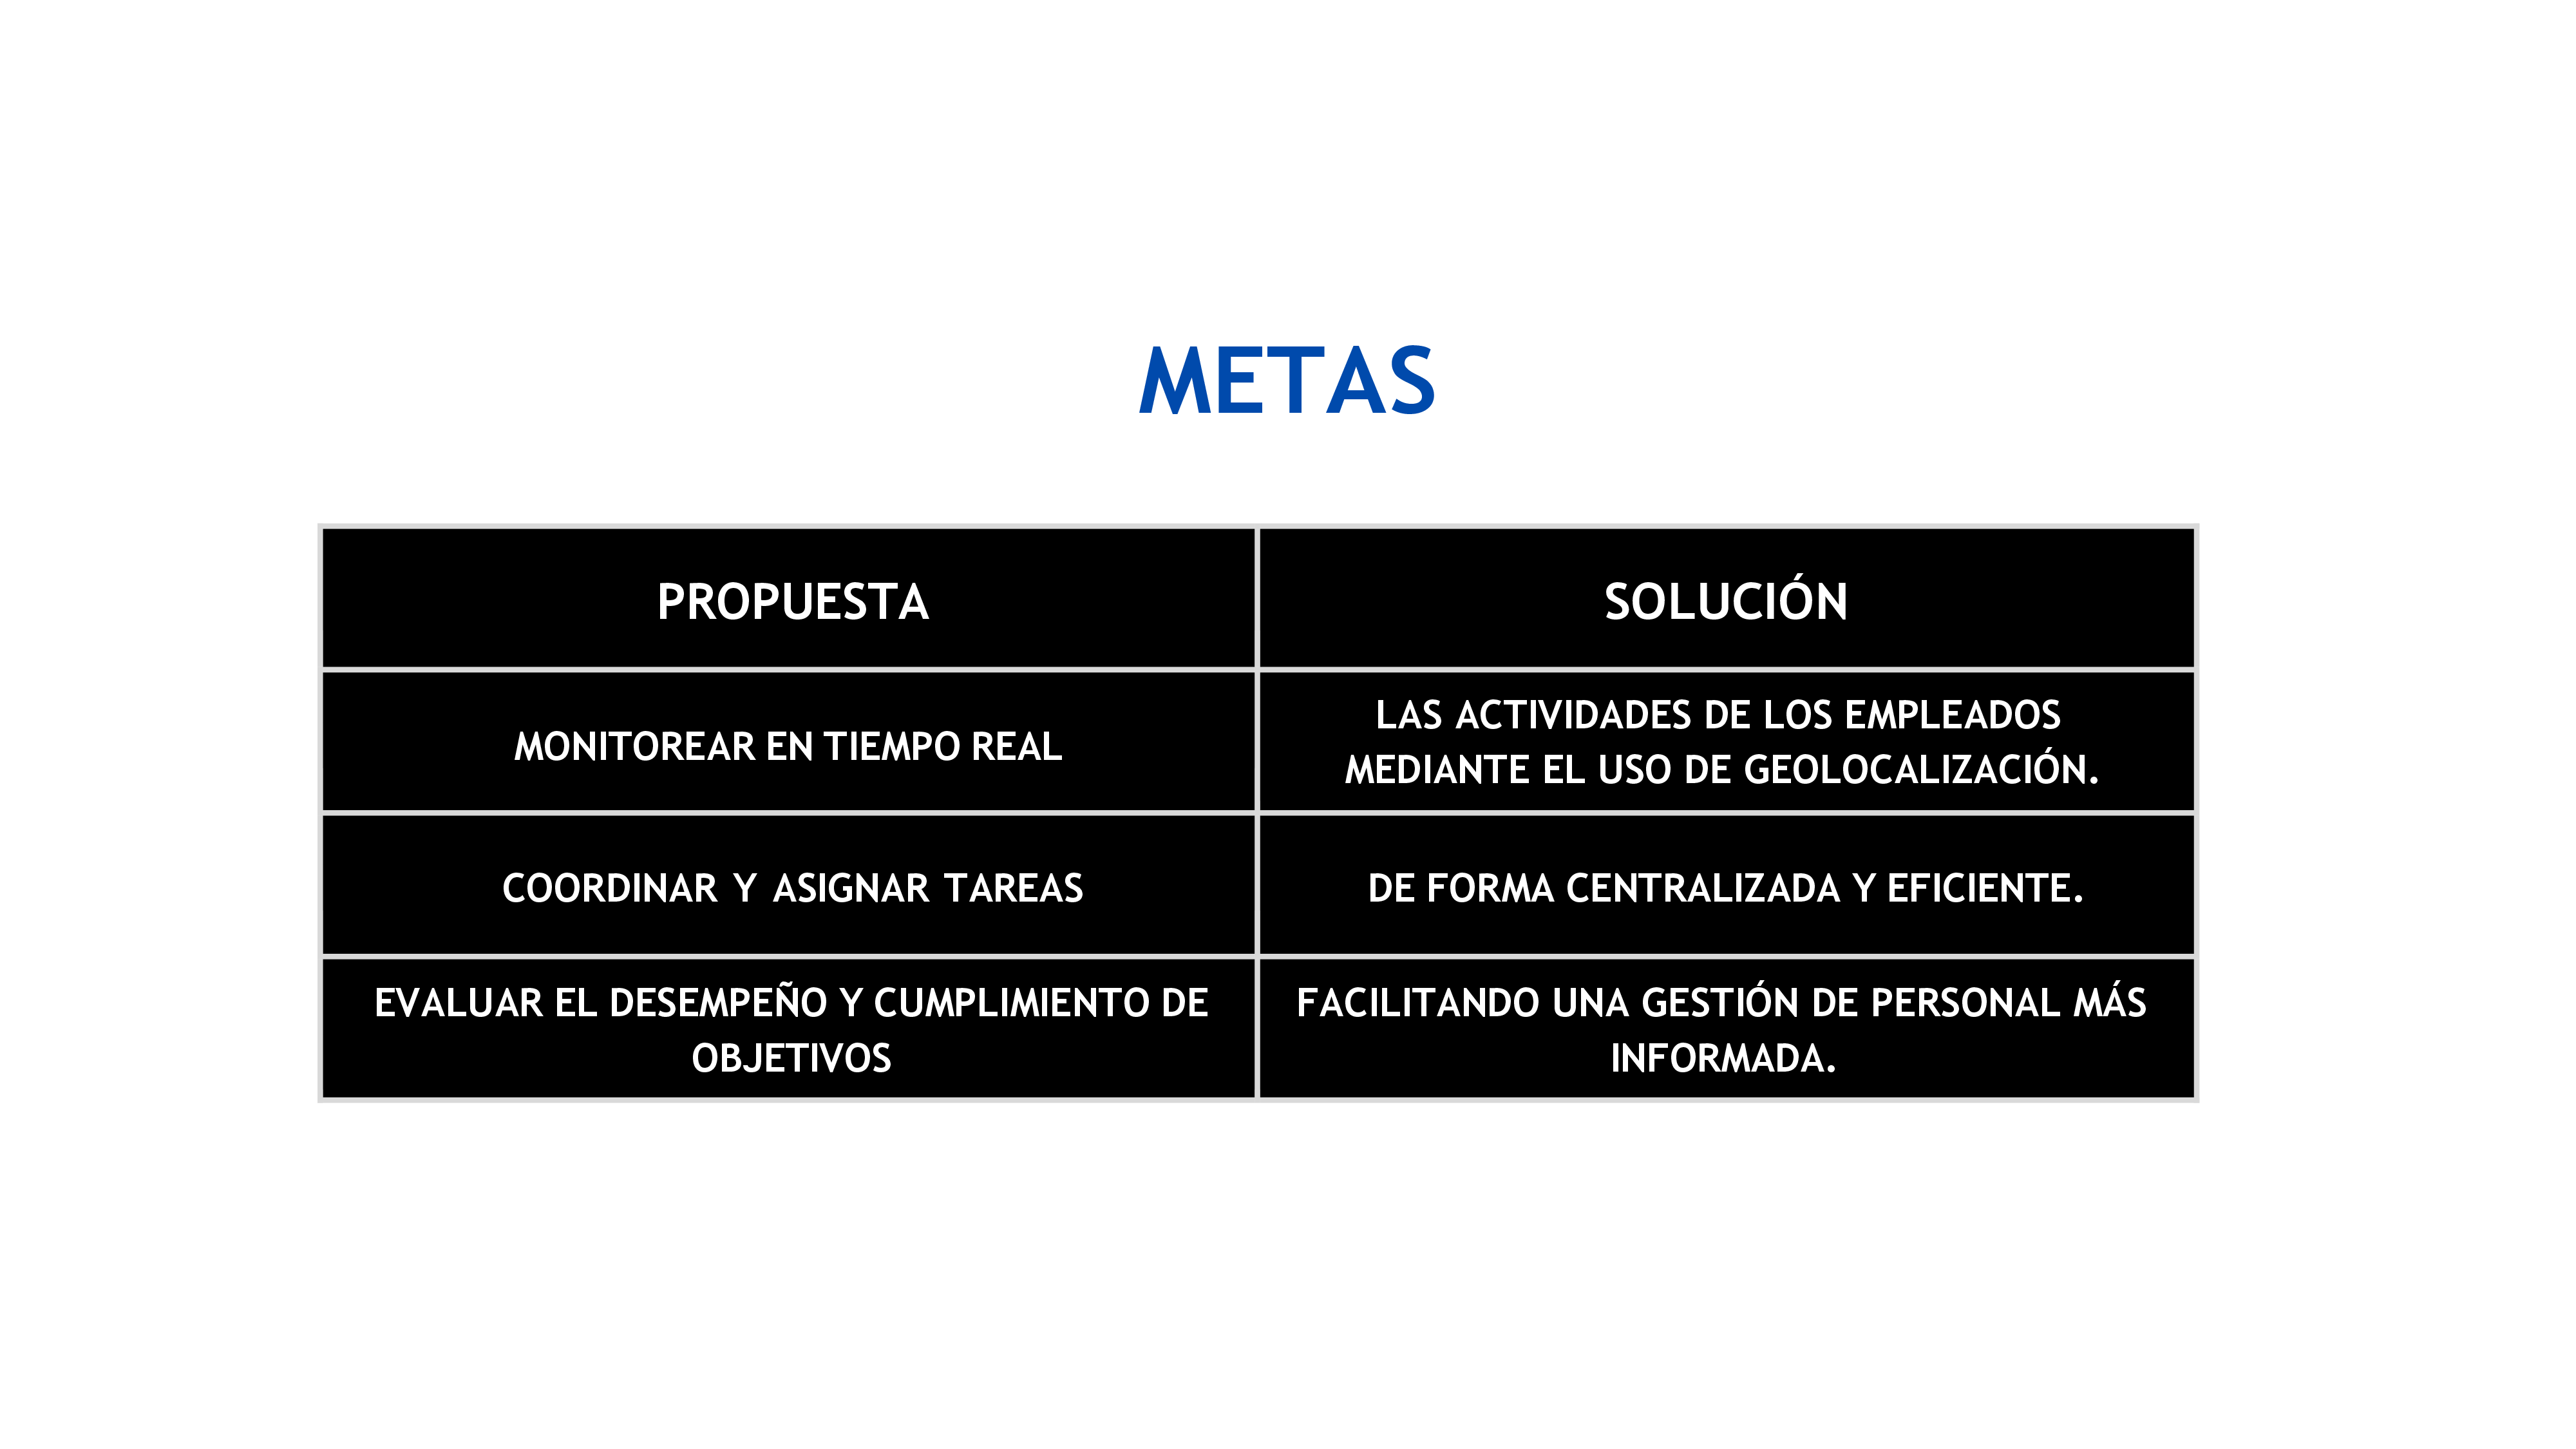 METAS
PROPUESTA
SOLUCIÓN
MONITOREAR EN TIEMPO REAL
LAS ACTIVIDADES DE LOS EMPLEADOS
MEDIANTE EL USO DE GEOLOCALIZACIÓN.
COORDINAR Y ASIGNAR TAREAS
DE FORMA CENTRALIZADA Y EFICIENTE.
EVALUAR EL DESEMPEÑO Y CUMPLIMIENTO DE
OBJETIVOS
FACILITANDO UNA GESTIÓN DE PERSONAL MÁS
INFORMADA.